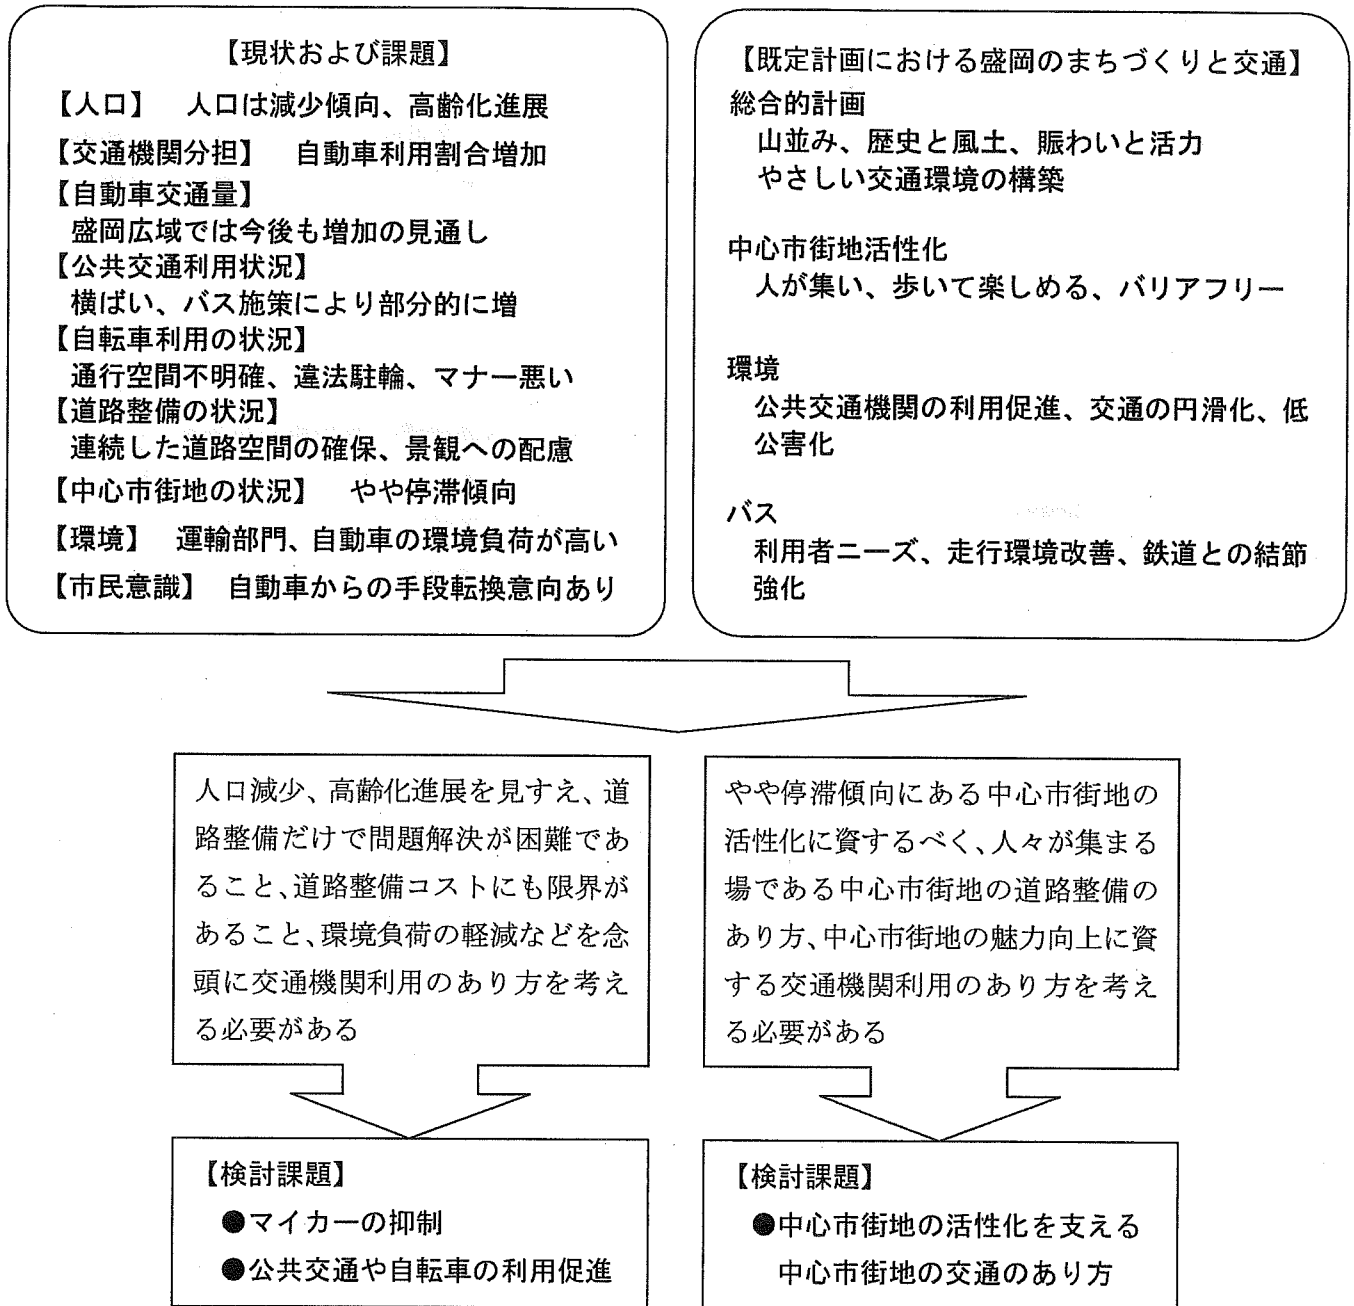 【現状および課題】
【人口】 人口は減少傾向、高齢化進展
【交通機関分担】 自動車利用割合増加
【自動車交通量】
盛岡広域では今後も増加の見通し
【公共交通利用状況】
横ばい、バス施策により部分的に増
【自転車利用の状況】
通行空間不明確、違法駐輪、マナー悪い
【道路整備の状況】
連続した道路空間の確保、景観への配慮
【中心市街地の状況】 やや停滞傾向
【環境】 運輸部門、自動車の環境負荷が高い
【市民意識】 自動車からの手段転換意向あり
【既定計画における盛岡のまちづくりと交通】
総合的計画
山並み、歴史と風土、賑わいと活力
やさしい交通環境の構築
中心市街地活性化
人が集い、歩いて楽しめる、バリアフリー
環境
公共交通機関の利用促進、交通の円滑化、低
公害化
バス
利用者ニーズ、走行環境改善、鉄道との結節
強化
人口減少、高齢化進展を見すえ、道
路整備だけで問題解決が困難であ
ること、道路整備コストにも限界が
あること、環境負荷の軽減などを念
頭に交通機関利用のあり方を考え
る必要がある
やや停滞傾向にある中心市街地の
活性化に資するべく、人々が集まる
場である中心市街地の道路整備の
あり方、中心市街地の魅力向上に資
する交通機関利用のあり方を考え
る必要がある
【検討課題】
●マイカーの抑制
●公共交通や自転車の利用促進
【検討課題】
●中心市街地の活性化を支える
中心市街地の交通のあり方